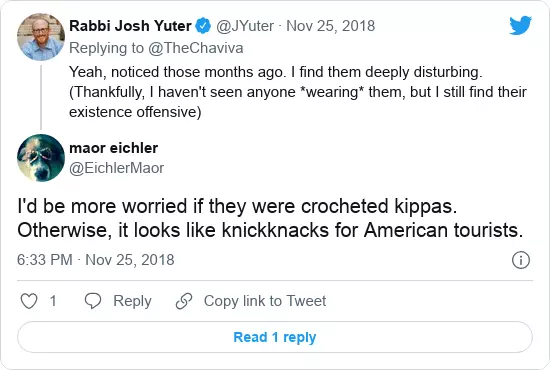 Rabbi Josh Yuter @JYuter · Nov 25, 2018
Replying to @TheChaviva
Yeah, noticed those months ago. I find them deeply disturbing.
(Thankfully, I haven't seen anyone *wearing* them, but I still find their
existence offensive)
maor eichler
@EichlerMaor
I'd be more worried if they were crocheted kippas.
Otherwise, it looks like knickknacks for American tourists.
6:33 PM · Nov 25, 2018
1 Reply Copy link to Tweet
Read 1 reply